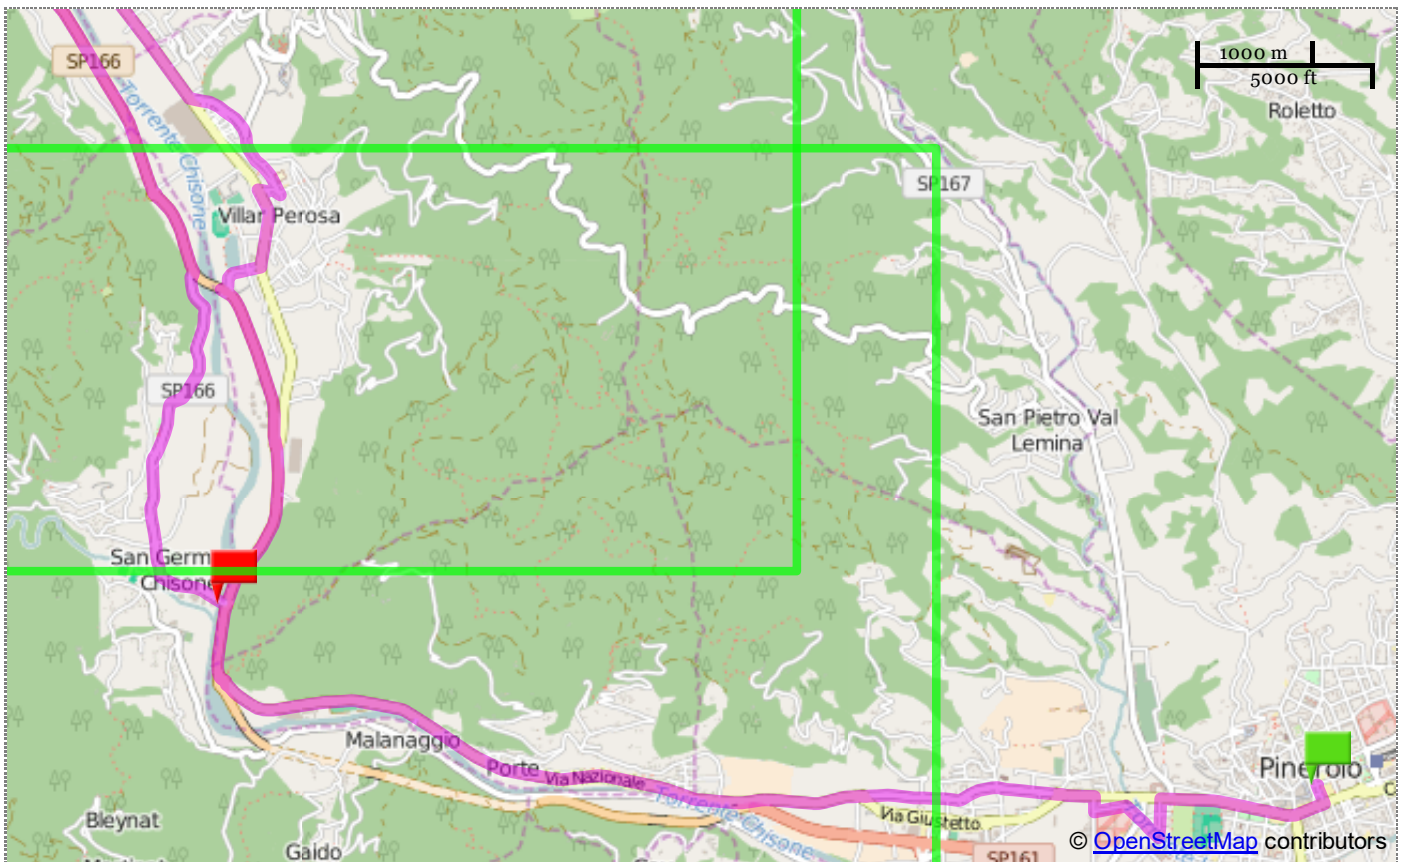 SP166
1000 m
5000 ft
Roletto
Torrente Chisone
SP167
Villar Perosa
SP166
San Pietro Val
Lemina
San Germ
Chisone
Malanaggio
Porte
Via Nazionale
Torrente Chisone
Pinerolo
Via Giustetto
Bleynat
Gaido
SP161
© OpenStreetMap contributors